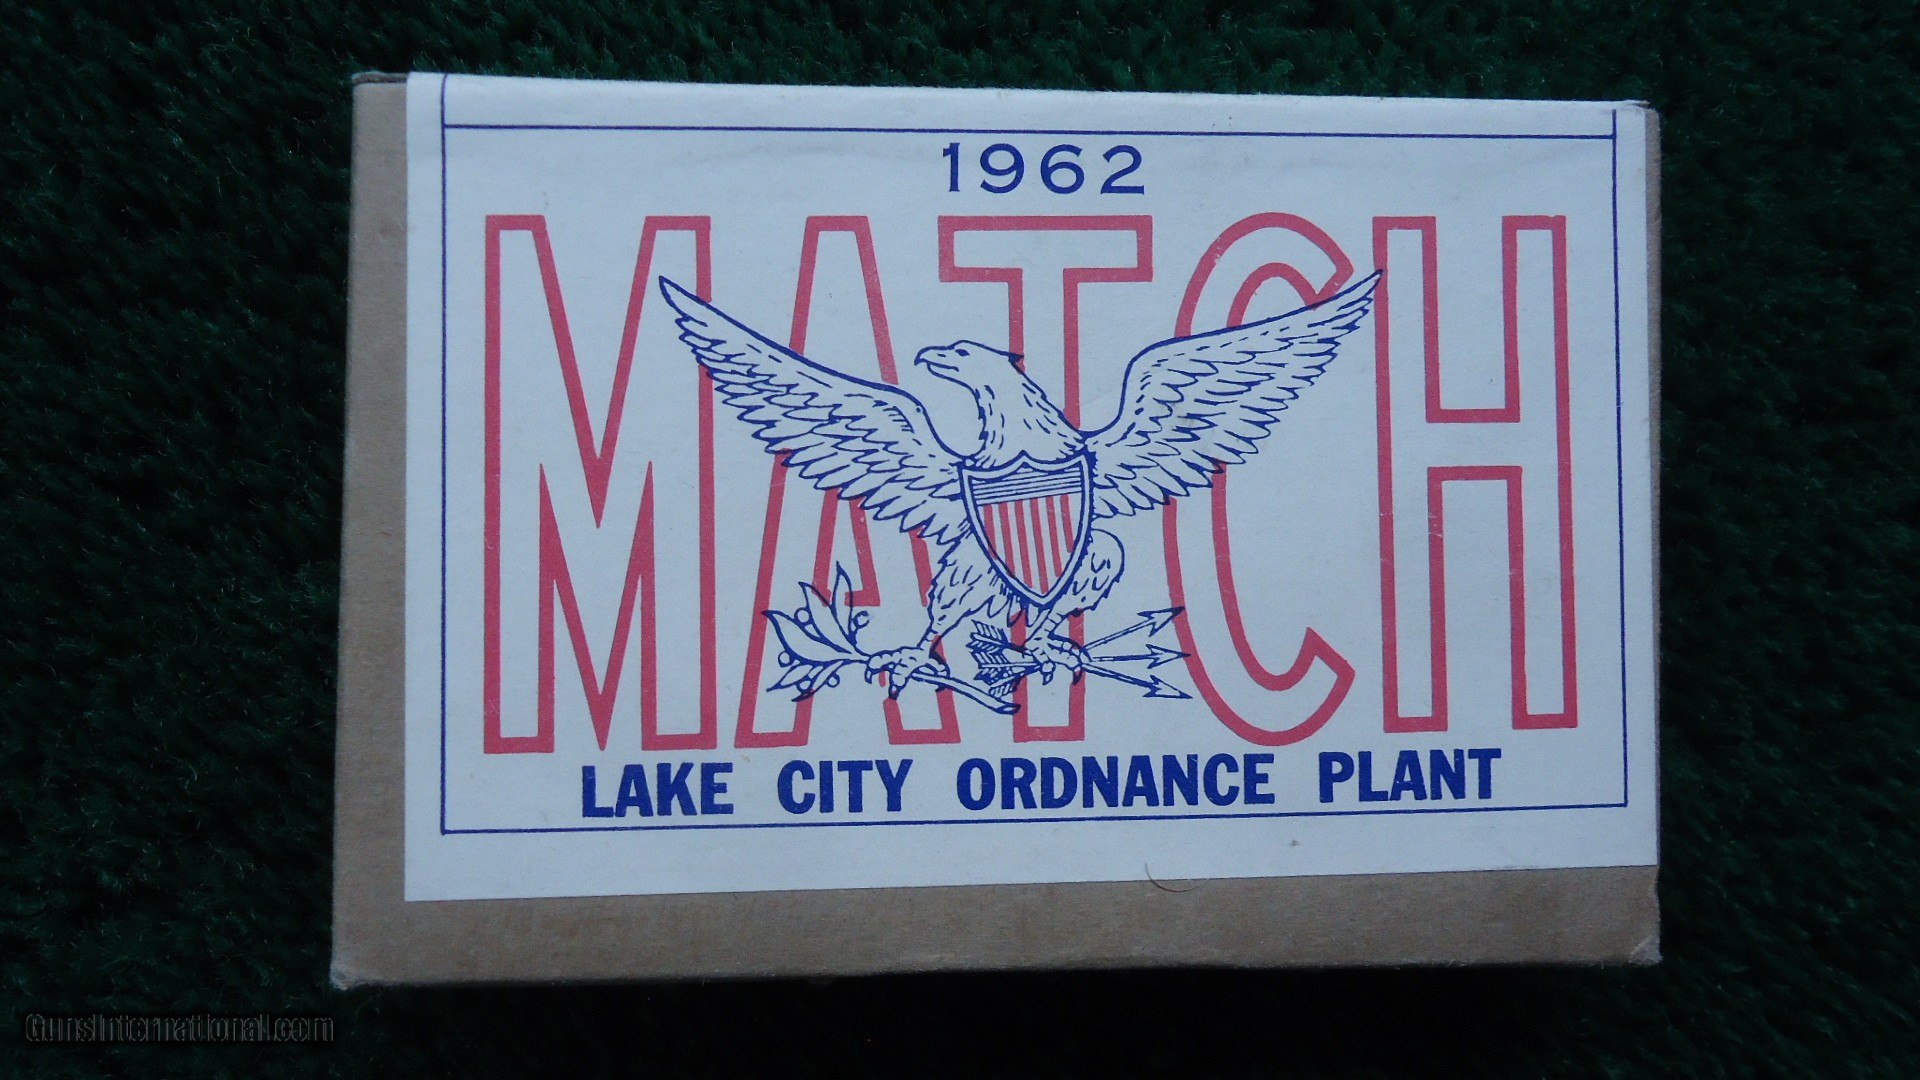 1962
MATCH
LAKE CITY ORDNANCE PLANT
GunsInternational.com